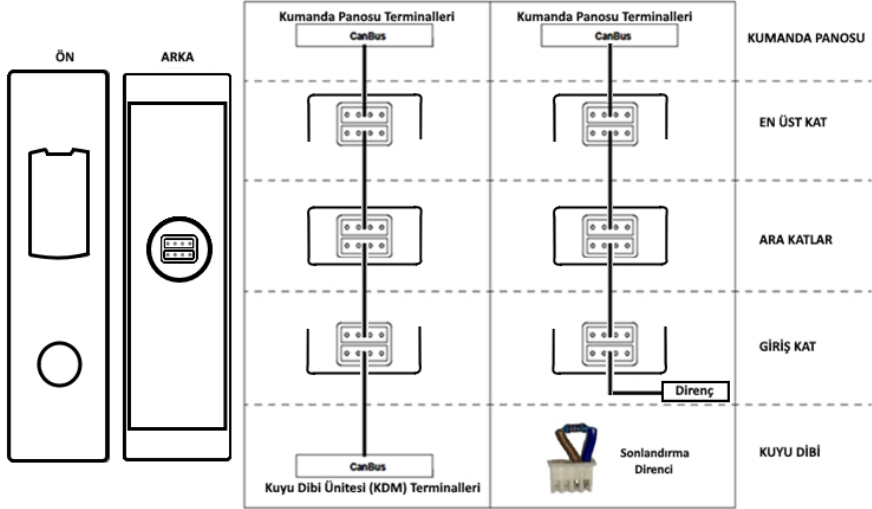 ÖN
ARKA
Kumanda Panosu Terminalleri
CanBus
Kumanda Panosu Terminalleri
CanBus
KUMANDA PANOSU
EN ÜST KAT
ARA KATLAR
GİRİŞ KAT
Direnç
CanBus
Kuyu Dibi Ünitesi (KDM) Terminalleri
Sonlandırma
Direnci
KUYU DİBİ